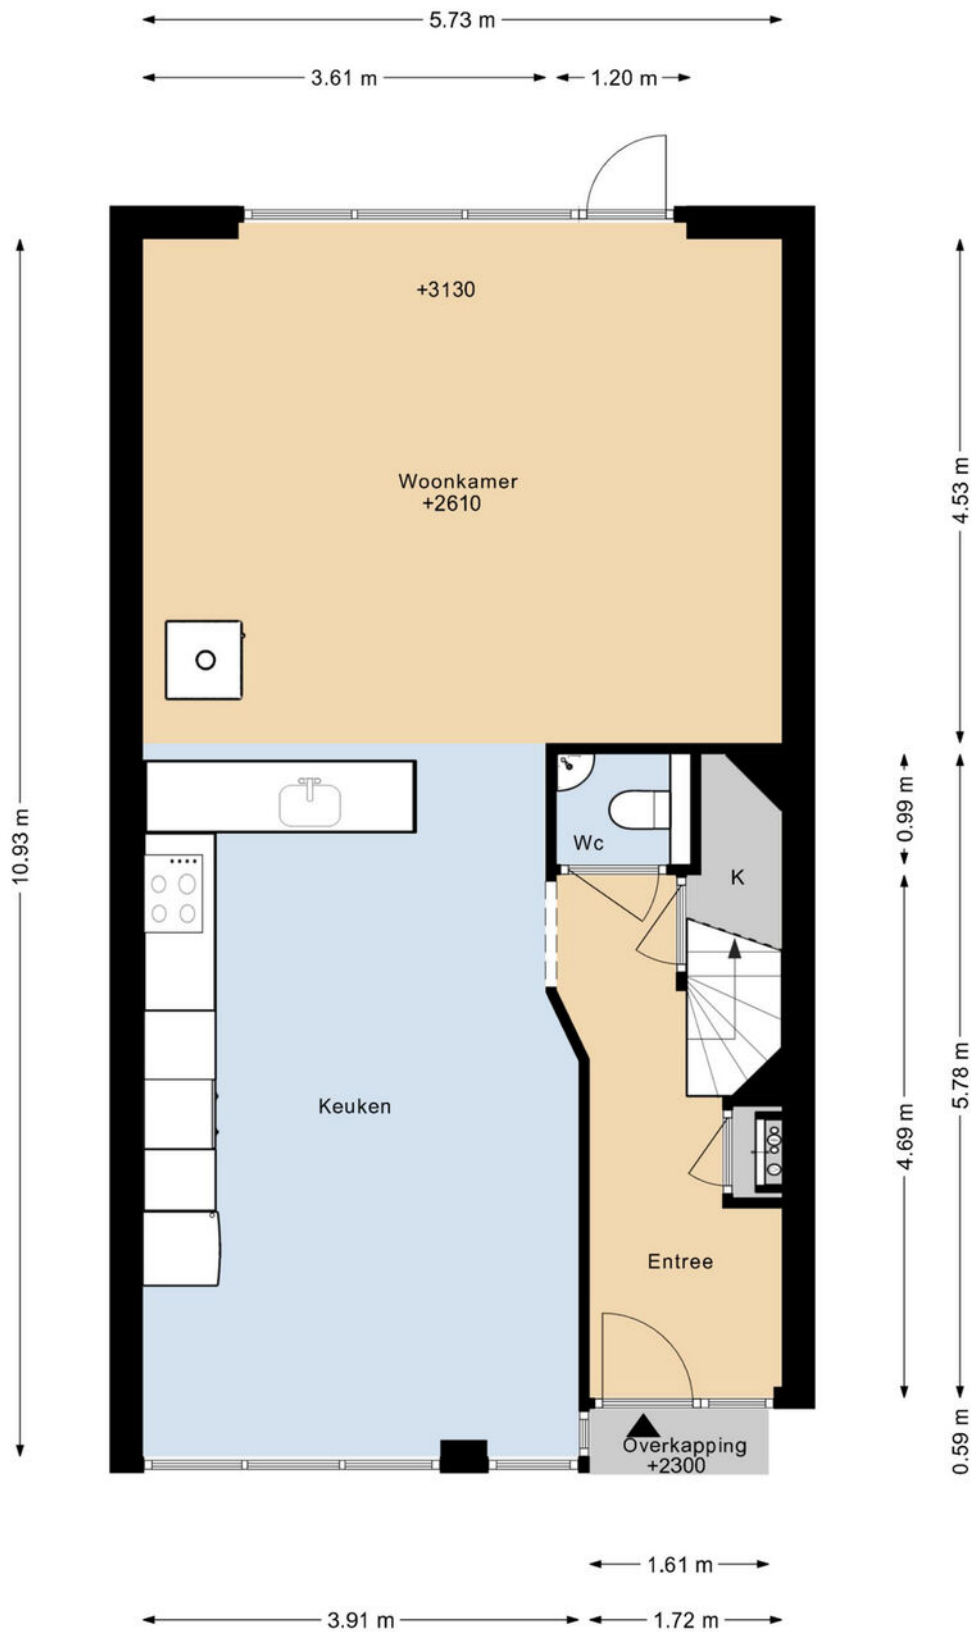 5.73 m
3.61 m
1.20 m
+3130
Woonkamer
+2610
4.53 m
10.93 m
0.99 m
Wc
K
5.78 m
4.69 m
Keuken
Entree
Overkapping
+2300
0.59 m
1.61 m
3.91 m
1.72 m